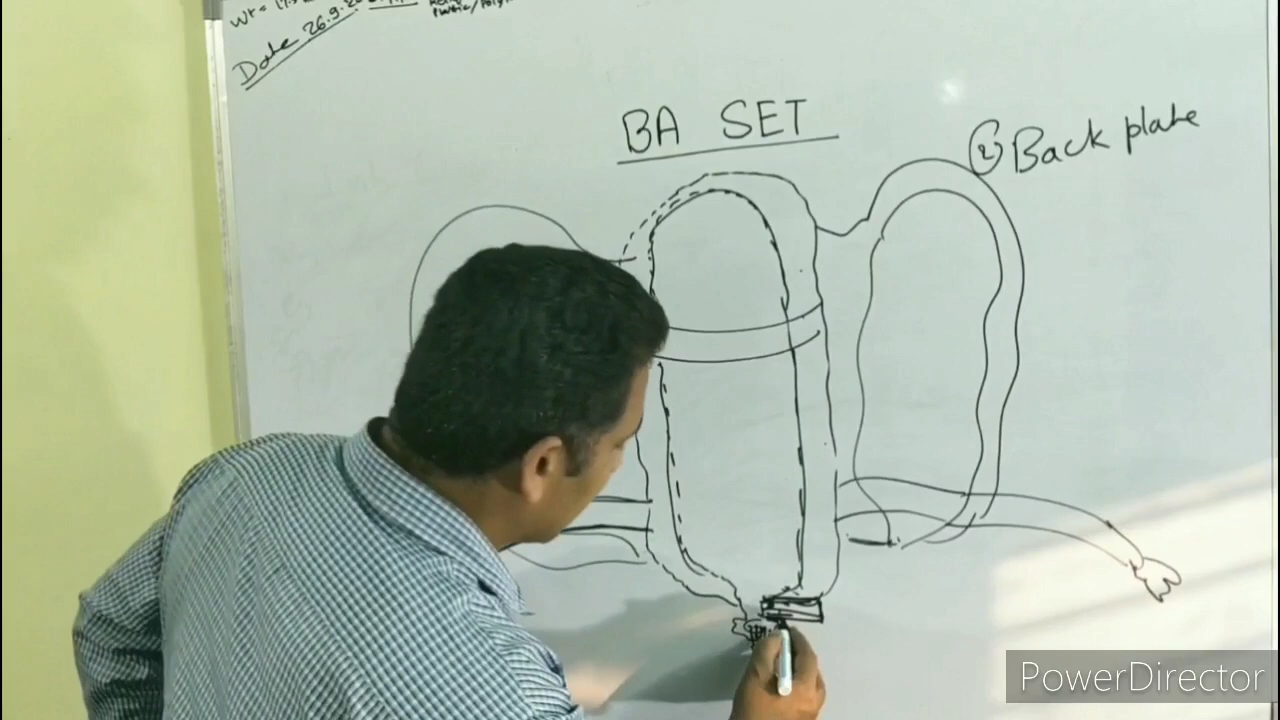 Date 26.9.20
BA SET
② Back plate
PowerDirector